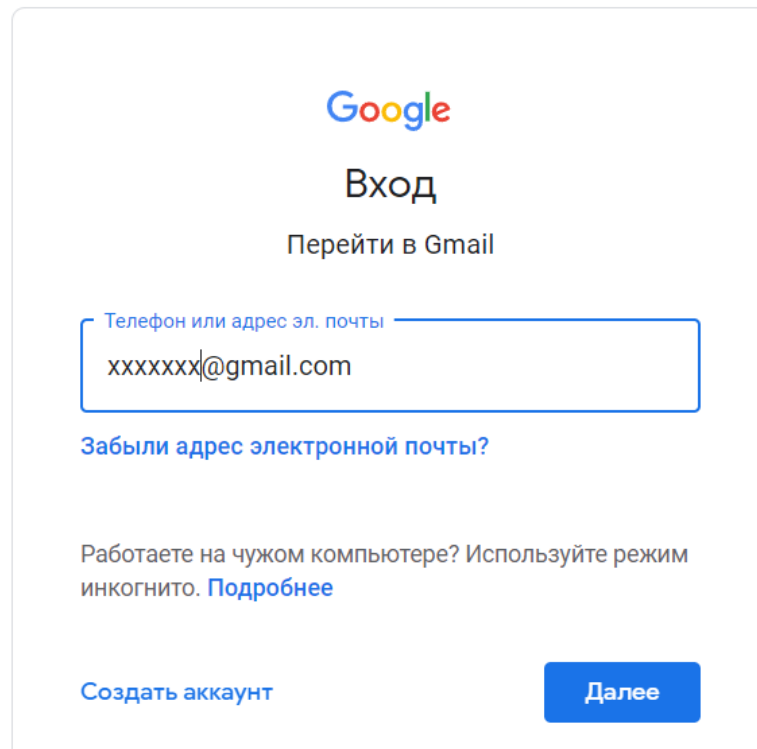 Google
Вход
Перейти в Gmail
Телефон или адрес эл. почты
xxxxxxx@gmail.com
Забыли адрес электронной почты?
Работаете на чужом компьютере? Используйте режим
инкогнито. Подробнее
Создать аккаунт
Далее